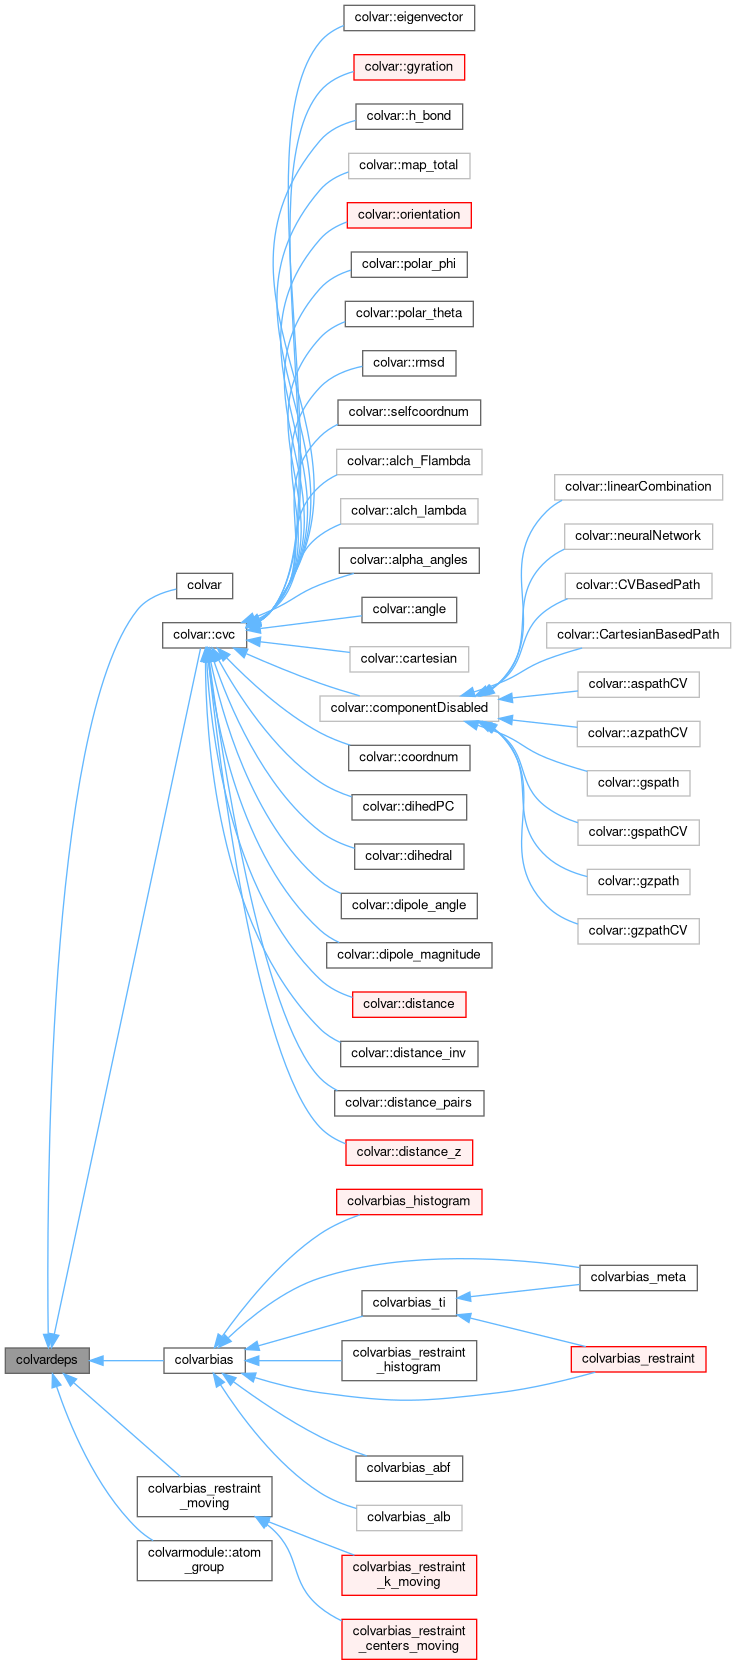 colvar::eigenvector
colvar::gyration
colvar::h_bond
colvar::map_total
colvar::orientation
colvar::polar_phi
colvar::polar_theta
colvar::rmsd
colvar::selfcoordnum
colvar::alch_Flambda
colvar::alch_lambda
colvar::alpha_angles
colvar::angle
colvar::cartesian
colvar::componentDisabled
colvar::coordnum
colvar::dihedPC
colvar::dihedral
colvar::dipole_angle
colvar::dipole_magnitude
colvar::distance
colvar::distance_inv
colvar::distance_pairs
colvar::distance_z
colvar::linearCombination
colvar::neuralNetwork
colvar::CVBasedPath
colvar::CartesianBasedPath
colvar::aspathCV
colvar::azpathCV
colvar::gspath
colvar::gspathCV
colvar::gzpath
colvar::gzpathCV
colvar
colvar::cvc
colvardeps
colvarbias
colvarbias_restraint
_moving
colvarmodule::atom
_group
colvarbias_histogram
colvarbias_ti
colvarbias_restraint
_histogram
colvarbias_abf
colvarbias_alb
colvarbias_restraint
_k_moving
colvarbias_restraint
_centers_moving
colvarbias_meta
colvarbias_restraint